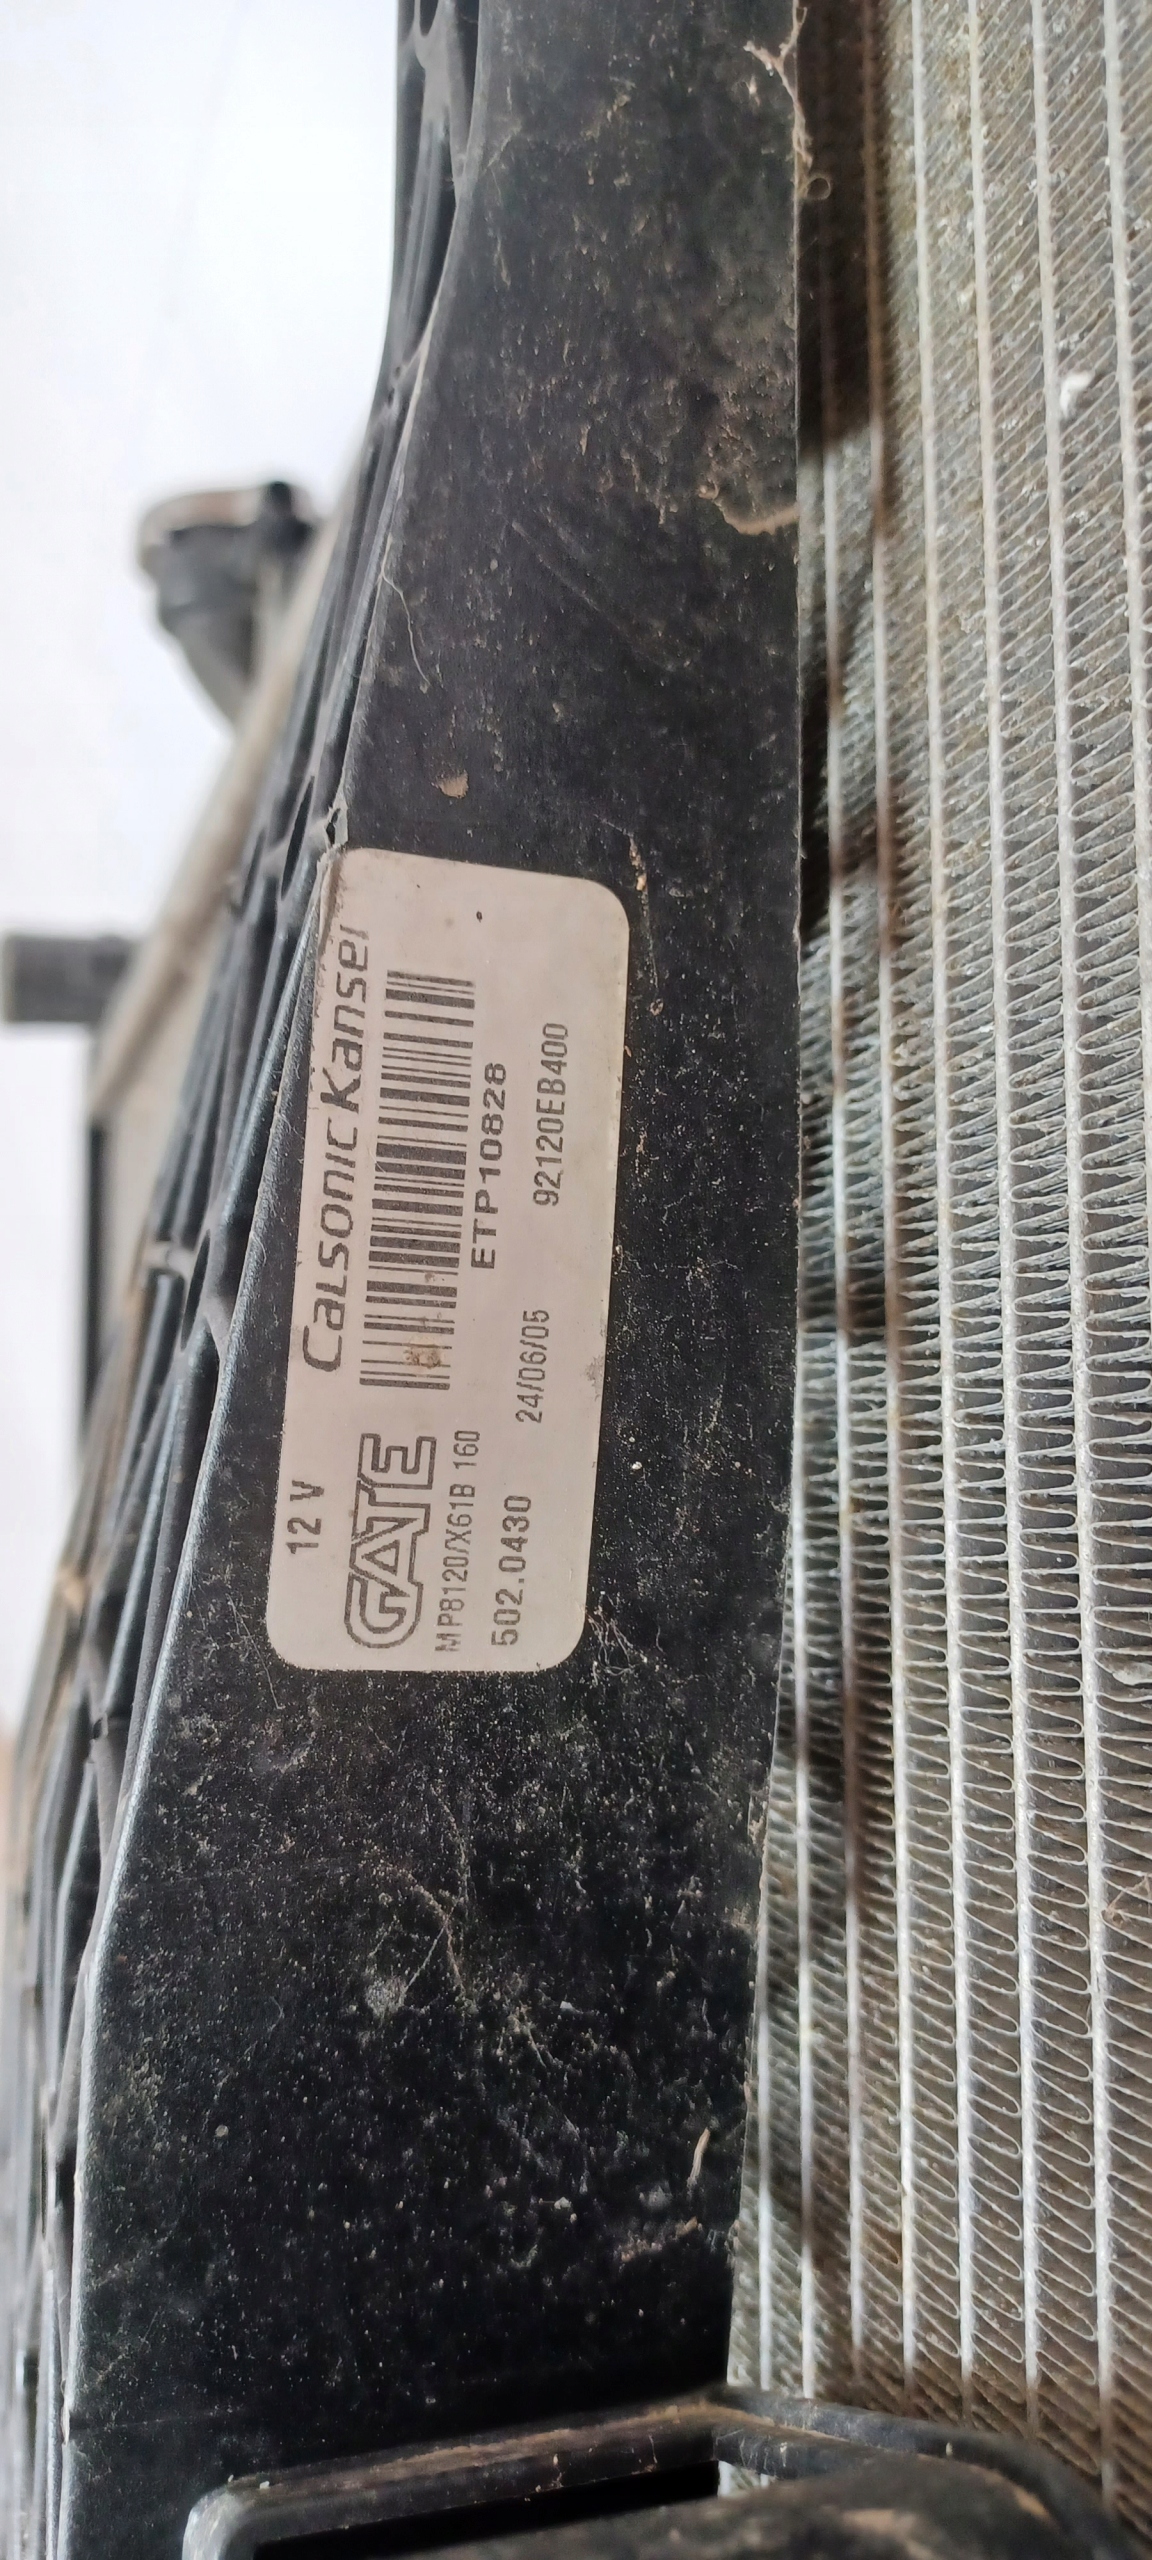 12 V CALSONIC Kansei
GATE
MP8120/X61B 160 ETP10828
502.0430 24/06/05 92120EB400